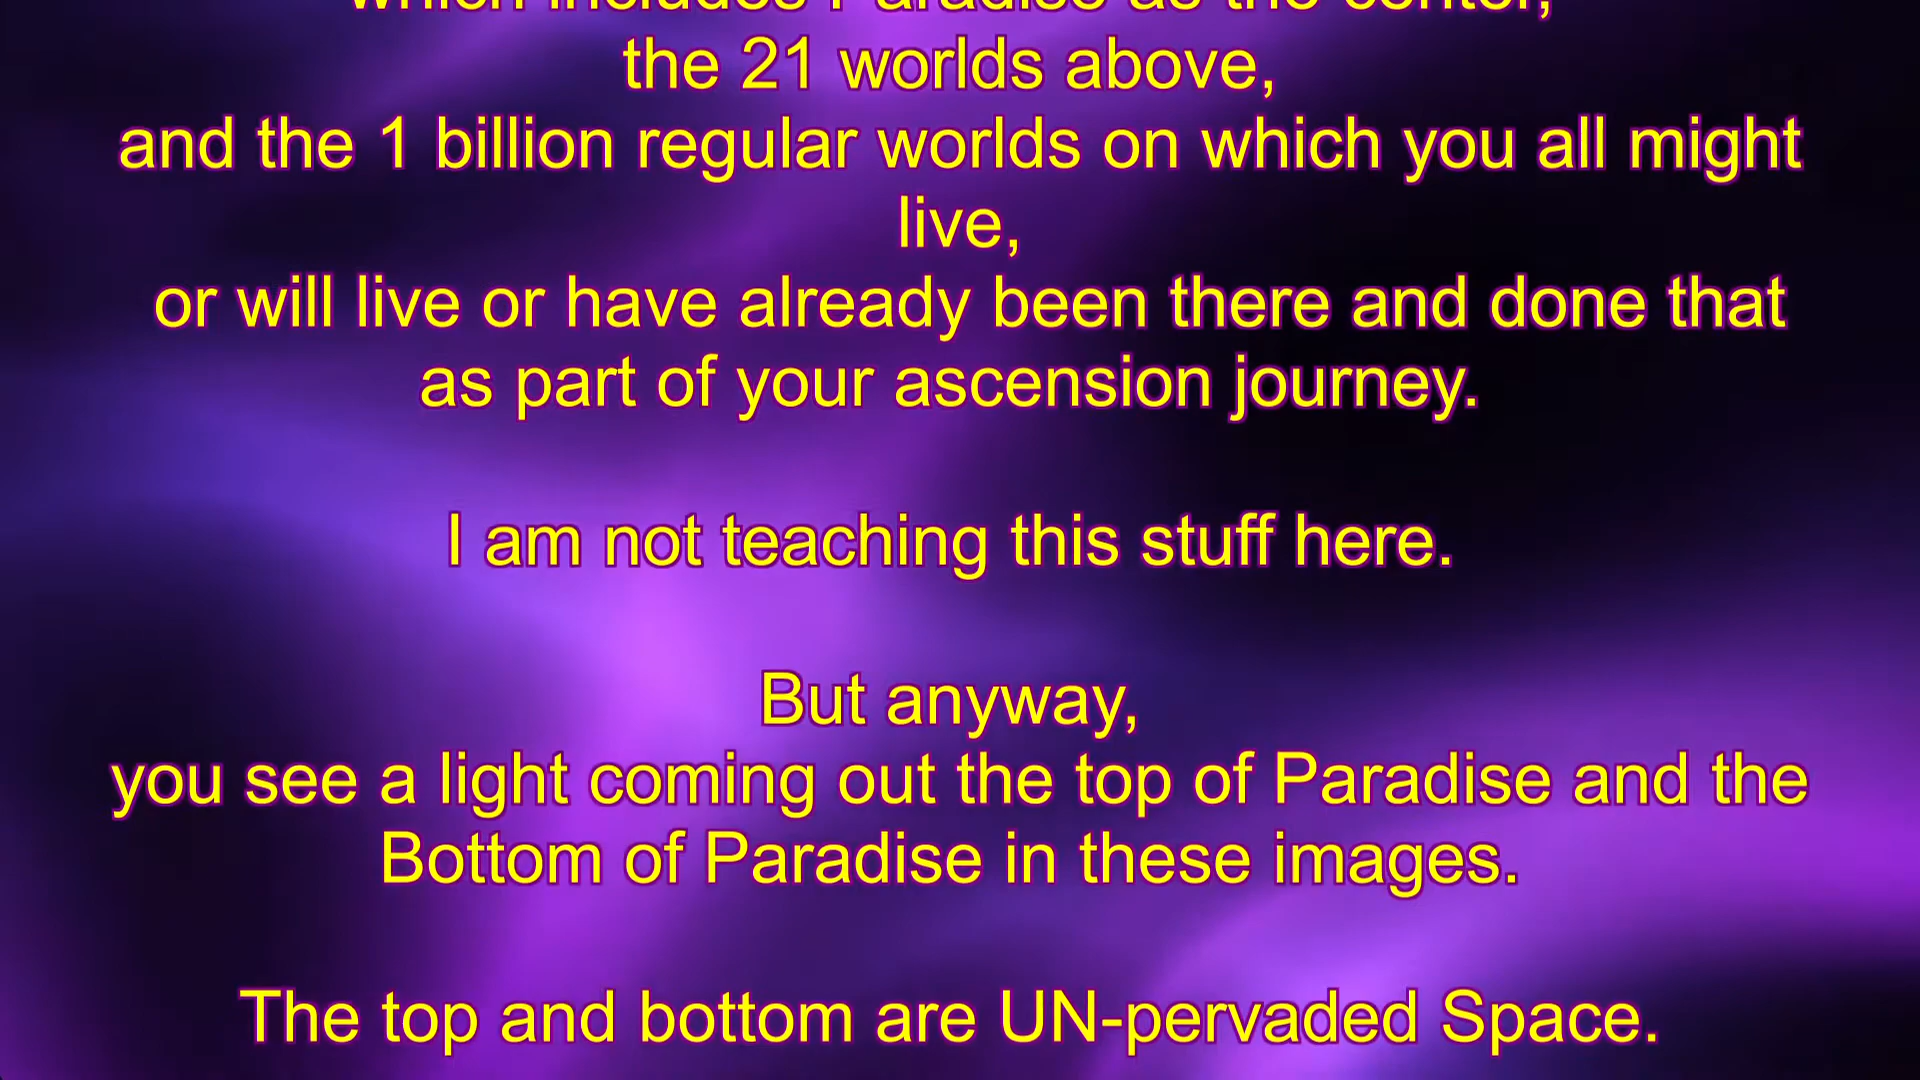 which includes Paradise as the center,
the 21 worlds above,
and the 1 billion regular worlds on which you all might
live,
or will live or have already been there and done that
as part of your ascension journey.
I am not teaching this stuff here.
But anyway,
you see a light coming out the top of Paradise and the
Bottom of Paradise in these images.
The top and bottom are UN-pervaded Space.